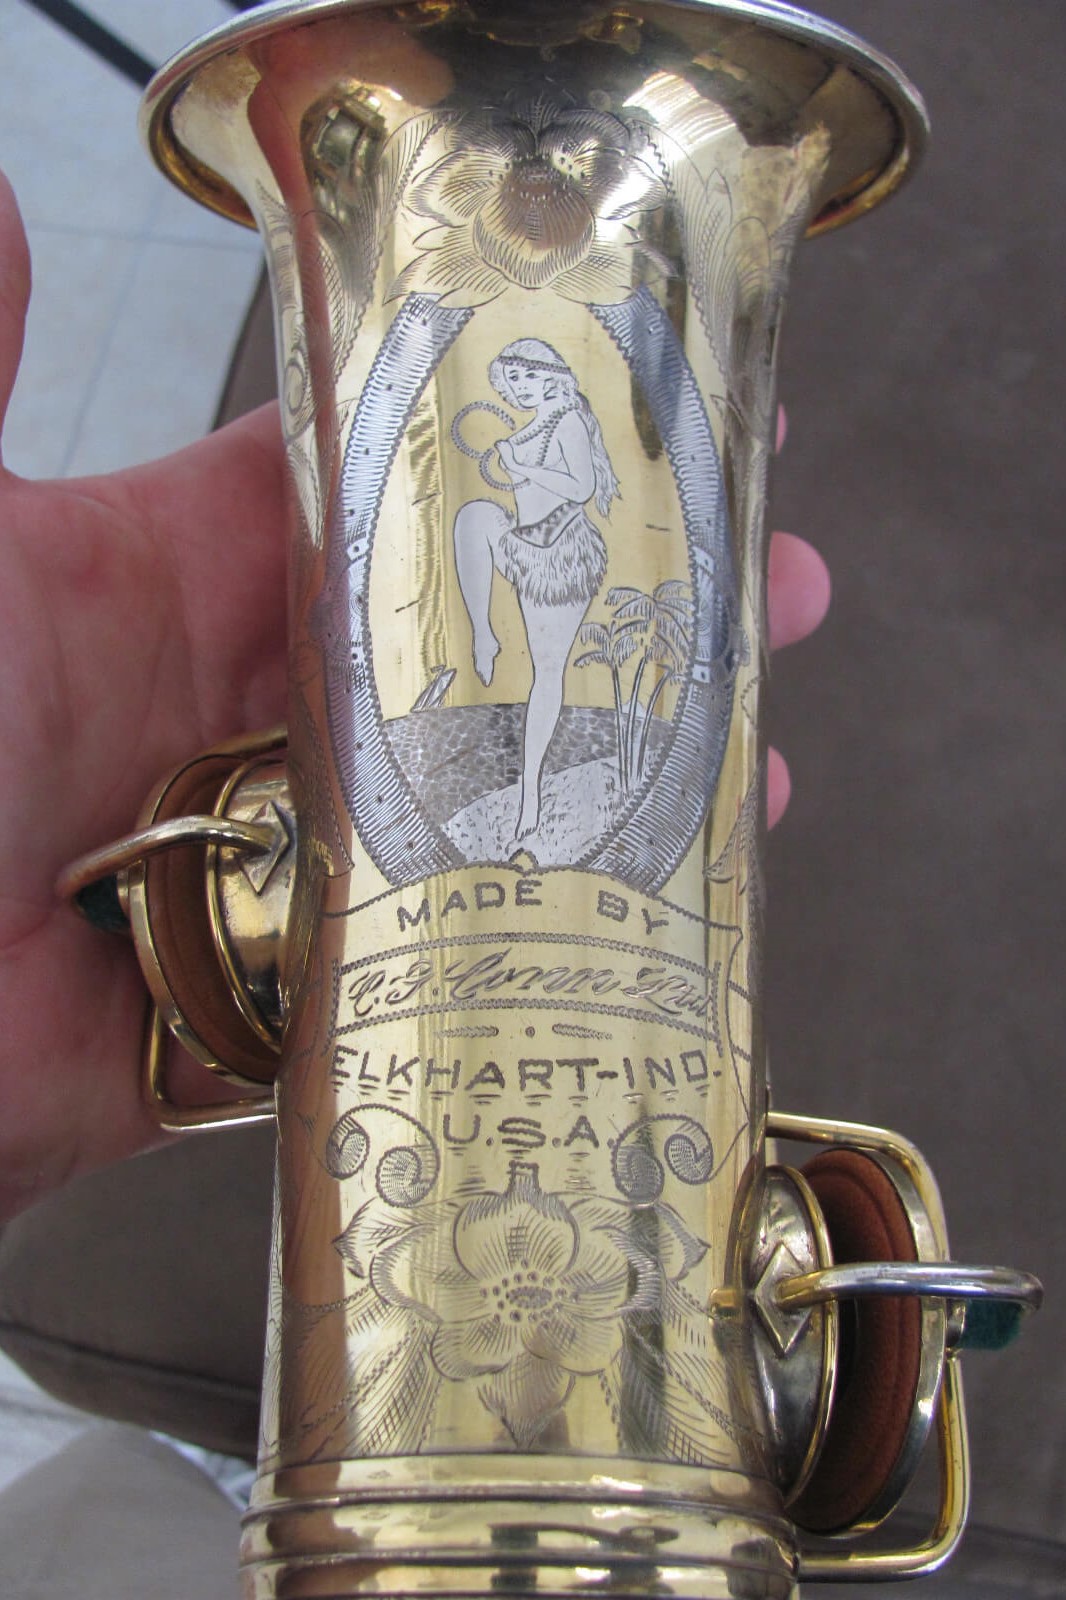 MADE BY
C.G. Conn Ltd.
ELKHART-IND.
U.S.A.